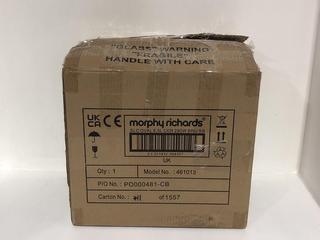 "GLASS" WARNING
"FRAGILE"
HANDLE WITH CARE
UK
CA
CE
morphy richards
UK
Qty : 1
Model No. : 461013
P/O No. : PO000481-CB
Carton No.:
of 1557